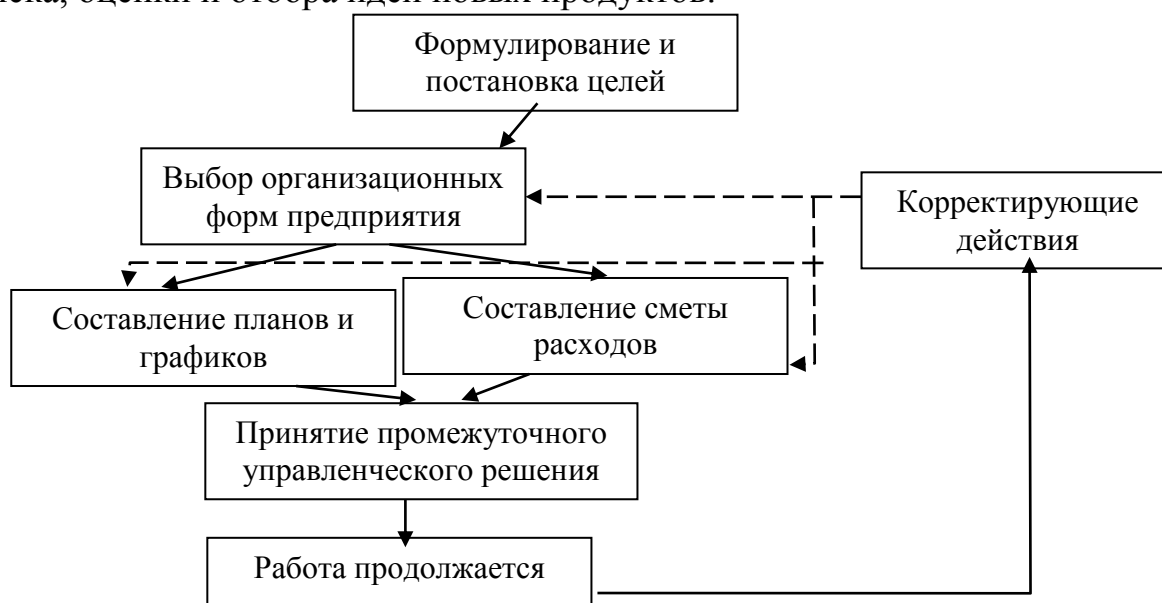 оценки и отбора идей новых продуктов.
Формулирование и
постановка целей
Выбор организационных
форм предприятия
Корректирующие
действия
Составление планов и
графиков
Составление сметы
расходов
Принятие промежуточного
управленческого решения
Работа продолжается